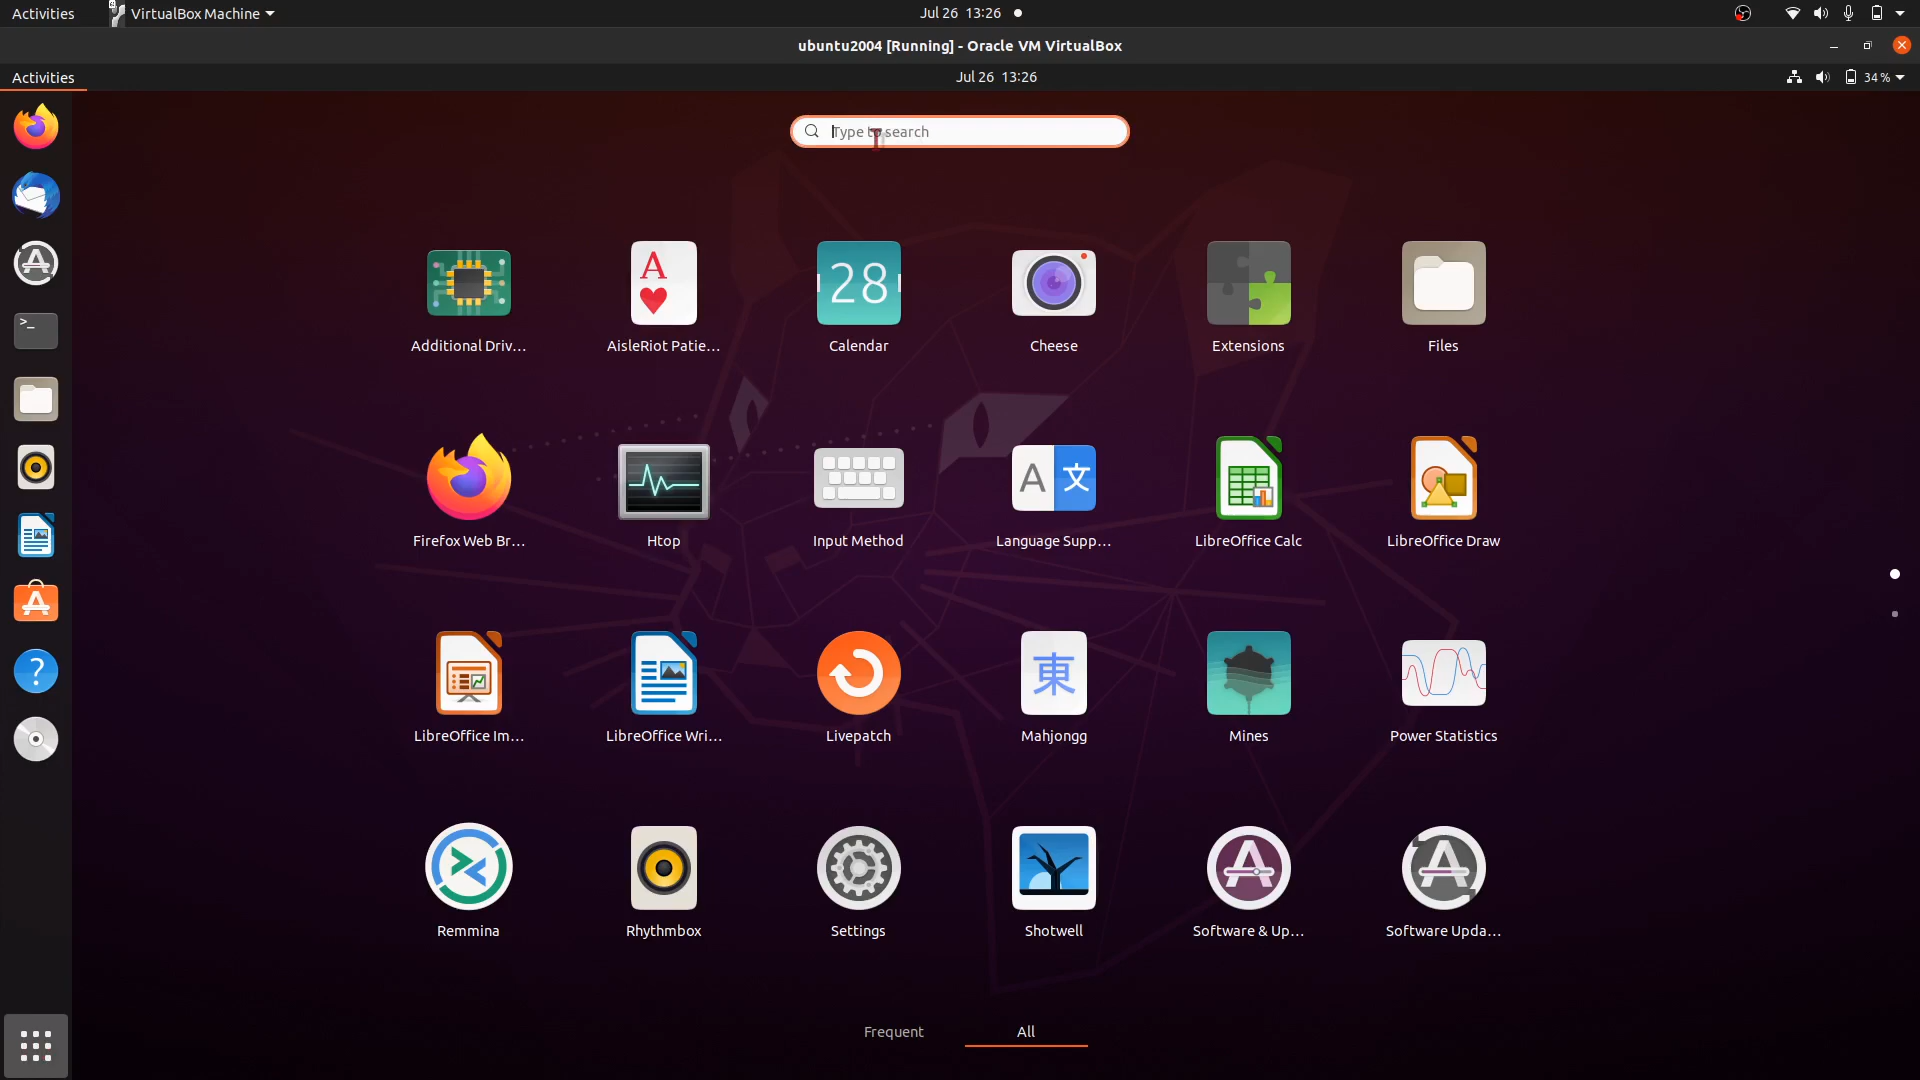 Activities
VirtualBox Machine
Jul 26 13:26
ubuntu2004 [Running] - Oracle VM VirtualBox
Activities
Jul 26 13:26
34 %
Type to search
Additional Driv…
AisleRiot Patie…
28
Calendar
Cheese
Extensions
Files
Firefox Web Br…
Htop
Input Method
A 文
Language Supp…
LibreOffice Calc
LibreOffice Draw
LibreOffice Im…
LibreOffice Wri…
Livepatch
東
Mahjongg
Mines
Power Statistics
Remmina
Rhythmbox
Settings
Shotwell
Software & Up…
Software Upda…
Frequent
All